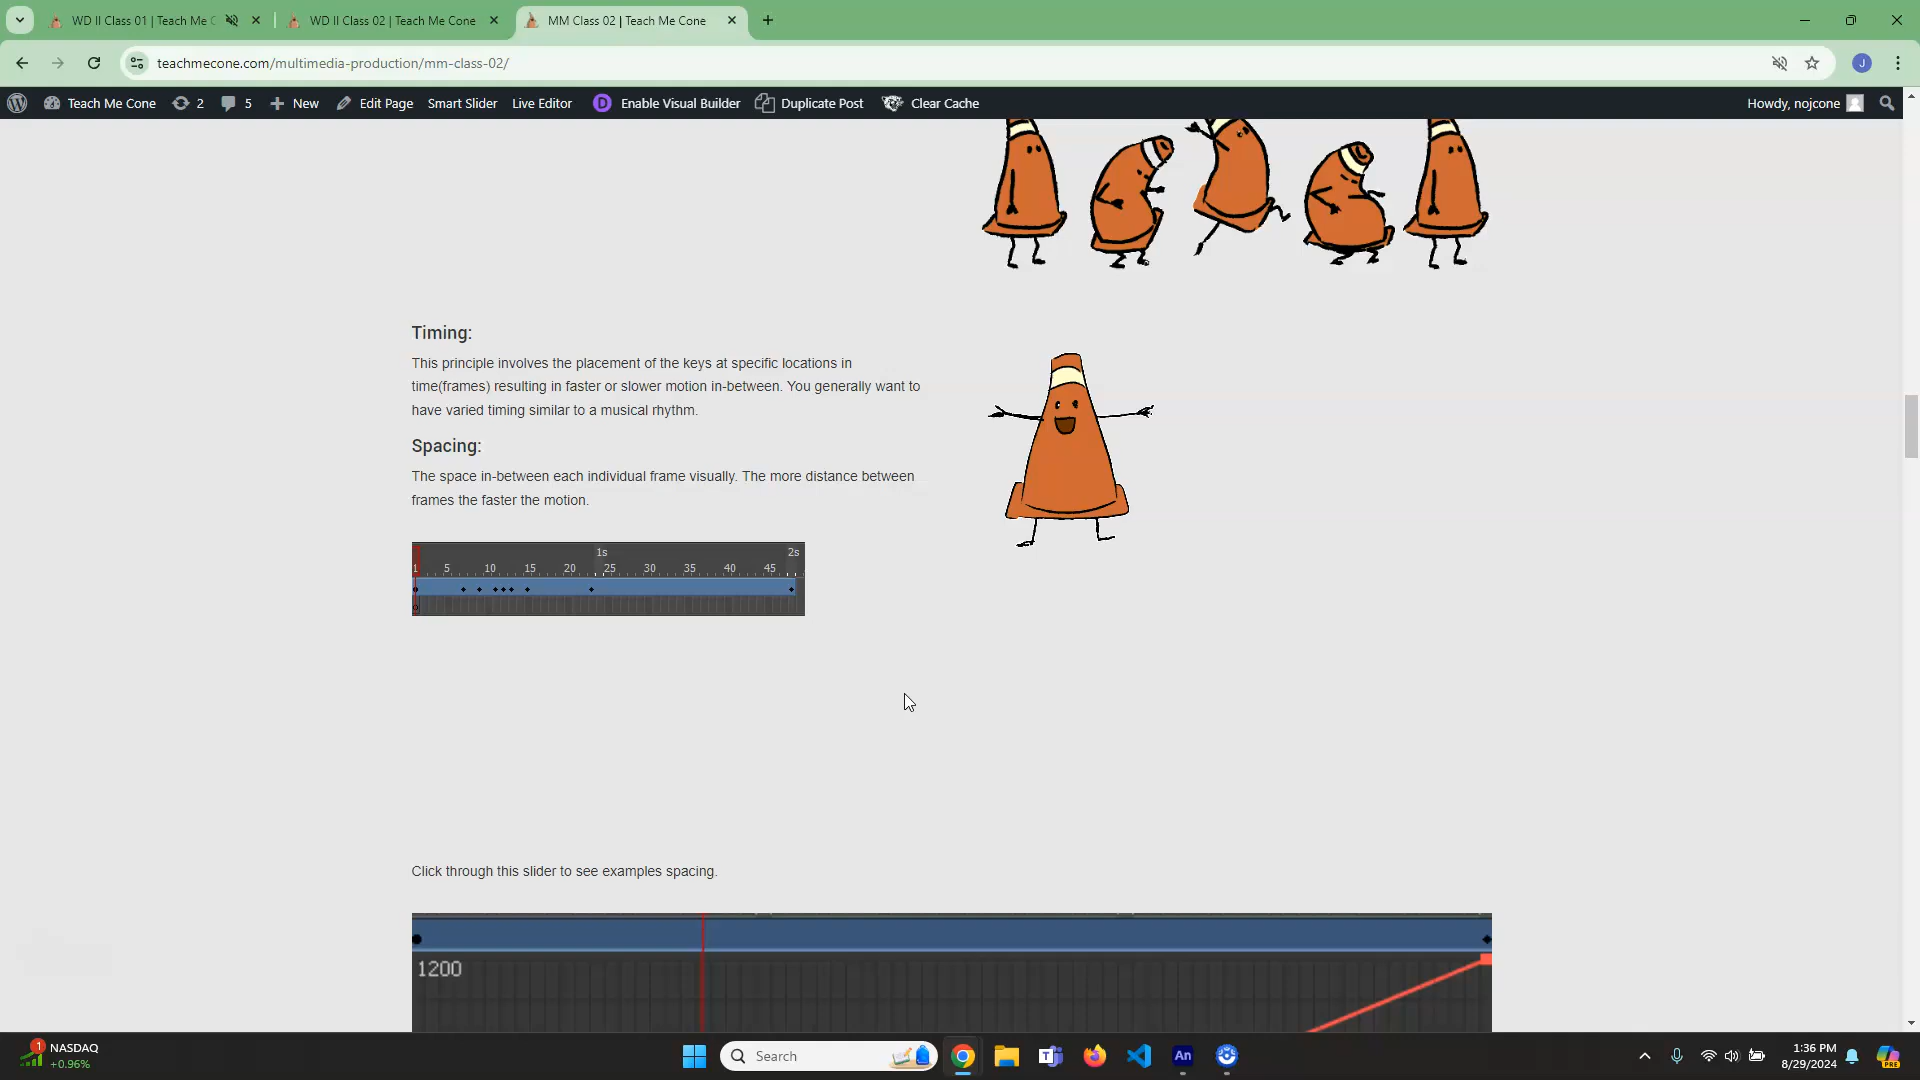 WD II Class 01 | Teach Me C
WD II Class 02 | Teach Me Cone
MM Class 02 | Teach Me Cone
teachmecone.com/multimedia-production/mm-class-02/
J
Teach Me Cone
2
5
New
Edit Page
Smart Slider
Live Editor
D
Enable Visual Builder
Duplicate Post
Clear Cache
Howdy, nojcone
Timing:
This principle involves the placement of the keys at specific locations in
time(frames) resulting in faster or slower motion in-between. You generally want to
have varied timing similar to a musical rhythm.
Spacing:
The space in-between each individual frame visually. The more distance between
frames the faster the motion.
1s 2s
1 5 10 15 20 25 30 35 40 45
Click through this slider to see examples spacing.
1200
1
NASDAQ
+0.96%
Search
An
1:36 PM
8/29/2024
PRE